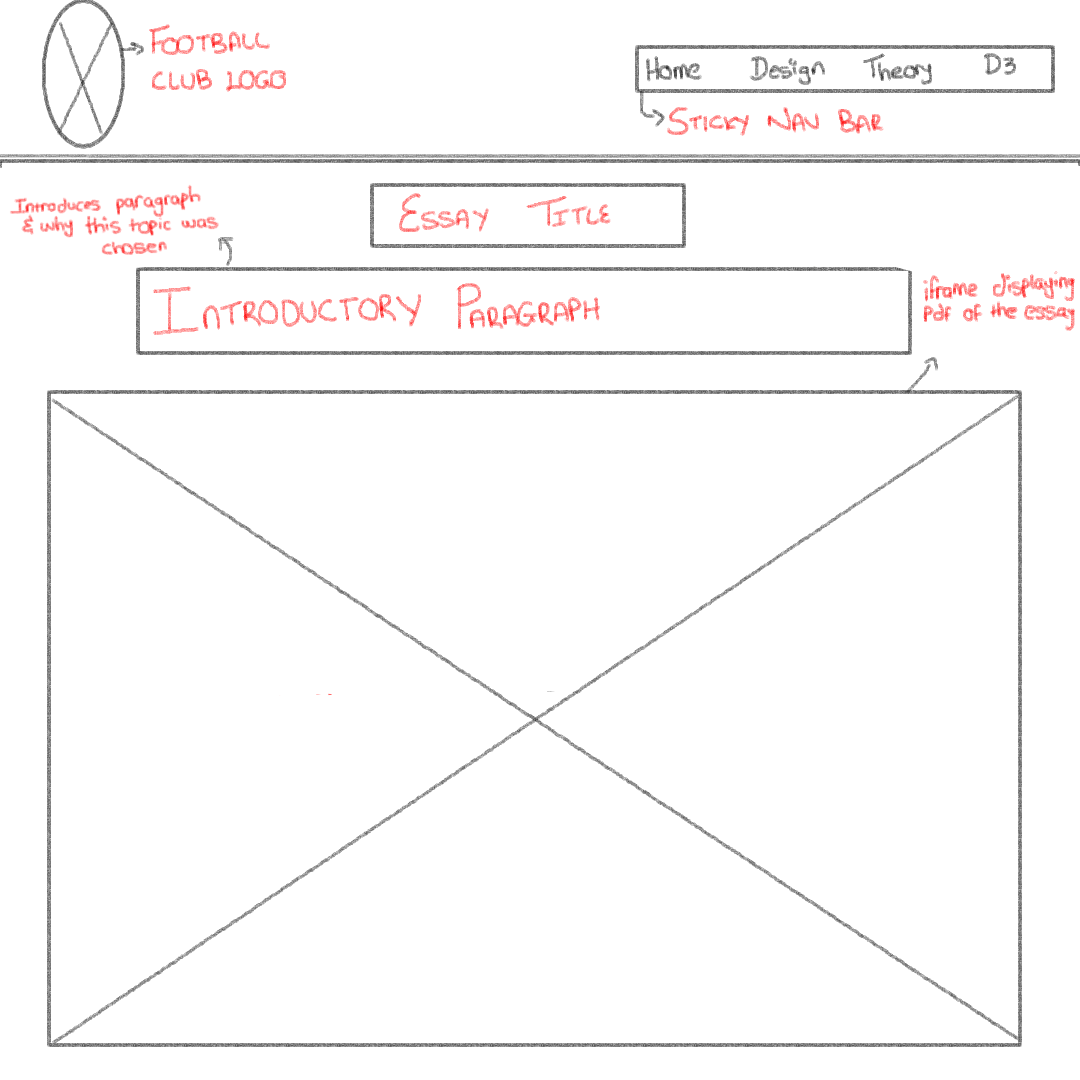 FOOTBALL
CLUB LOGO
Home Design Theory D3
STICKY NAV BAR
Introduces paragraph
& why this topic was
chosen
ESSAY TITLE
INTRODUCTORY PARAGRAPH
iframe displaying
pdf of the essay